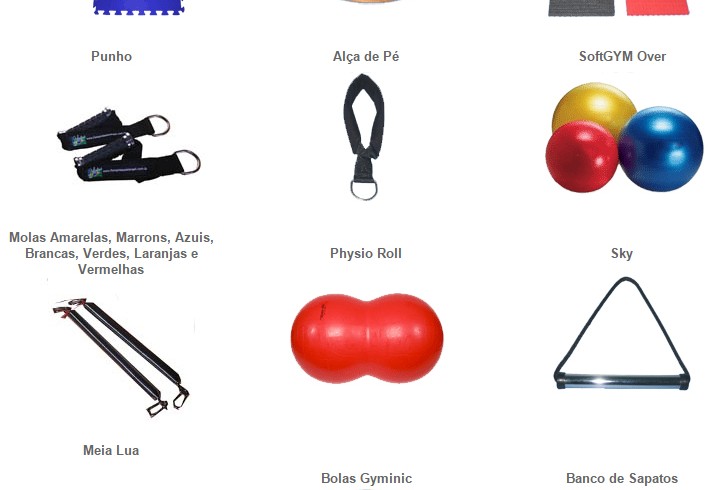 Punho
Alça de Pé
SoftGYM Over
Molas Amarelas, Marrons, Azuis,
Brancas, Verdes, Laranjas e
Vermelhas
Physio Roll
Sky
Meia Lua
Bolas Gyminic
Banco de Sapatos